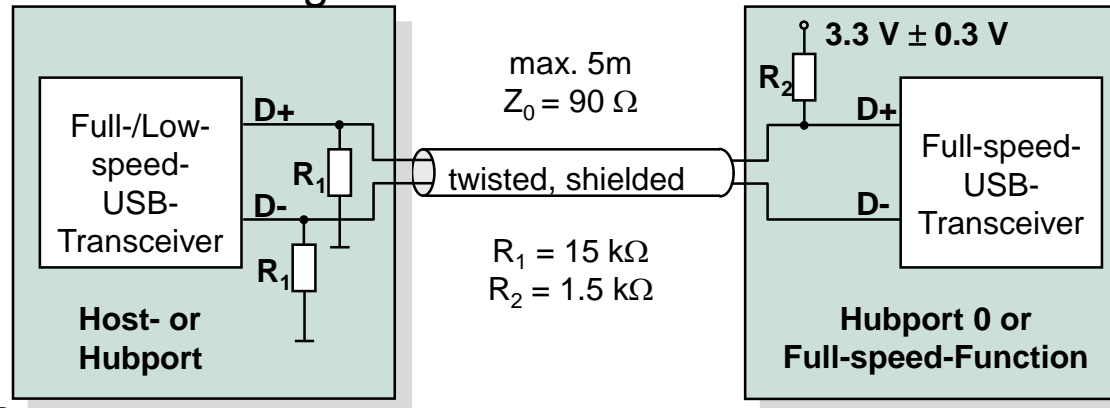 Full-/Low-
speed-
USB-
Transceiver
D+
R1
D-
R1
Host- or
Hubport
max. 5m
Z0 = 90 Ω
twisted, shielded
R1 = 15 kΩ
R2 = 1.5 kΩ
3.3 V ± 0.3 V
R2
D+
D-
Full-speed-
USB-
Transceiver
Hubport 0 or
Full-speed-Function